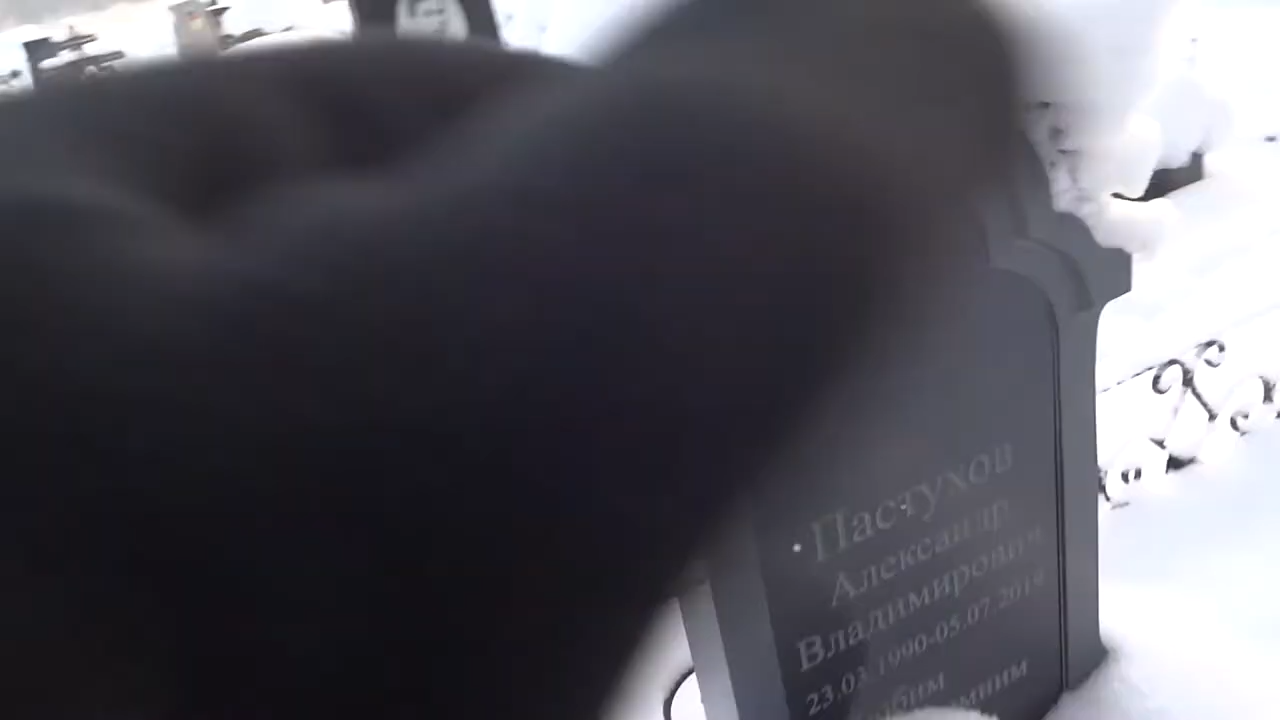 Пастухов
Александр
Владимирович
23.03.1990-05.07.2014